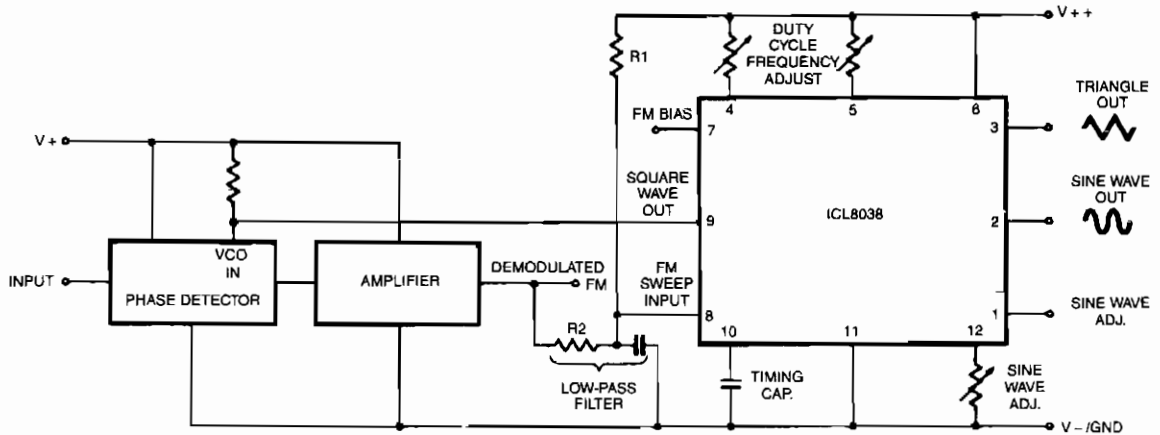 V++
R1
DUTY
CYCLE
FREQUENCY
ADJUST
4
5
6
TRIANGLE
OUT
FM BIAS
7
3
V+
SQUARE
WAVE
OUT
9
ICL8038
2
SINE WAVE
OUT
VCO
IN
INPUT
PHASE DETECTOR
AMPLIFIER
DEMODULATED
FM
FM
SWEEP
INPUT
8
1
SINE WAVE
ADJ.
10
11
12
R2
LOW-PASS
FILTER
TIMING
CAP.
SINE
WAVE
ADJ.
V-/GND